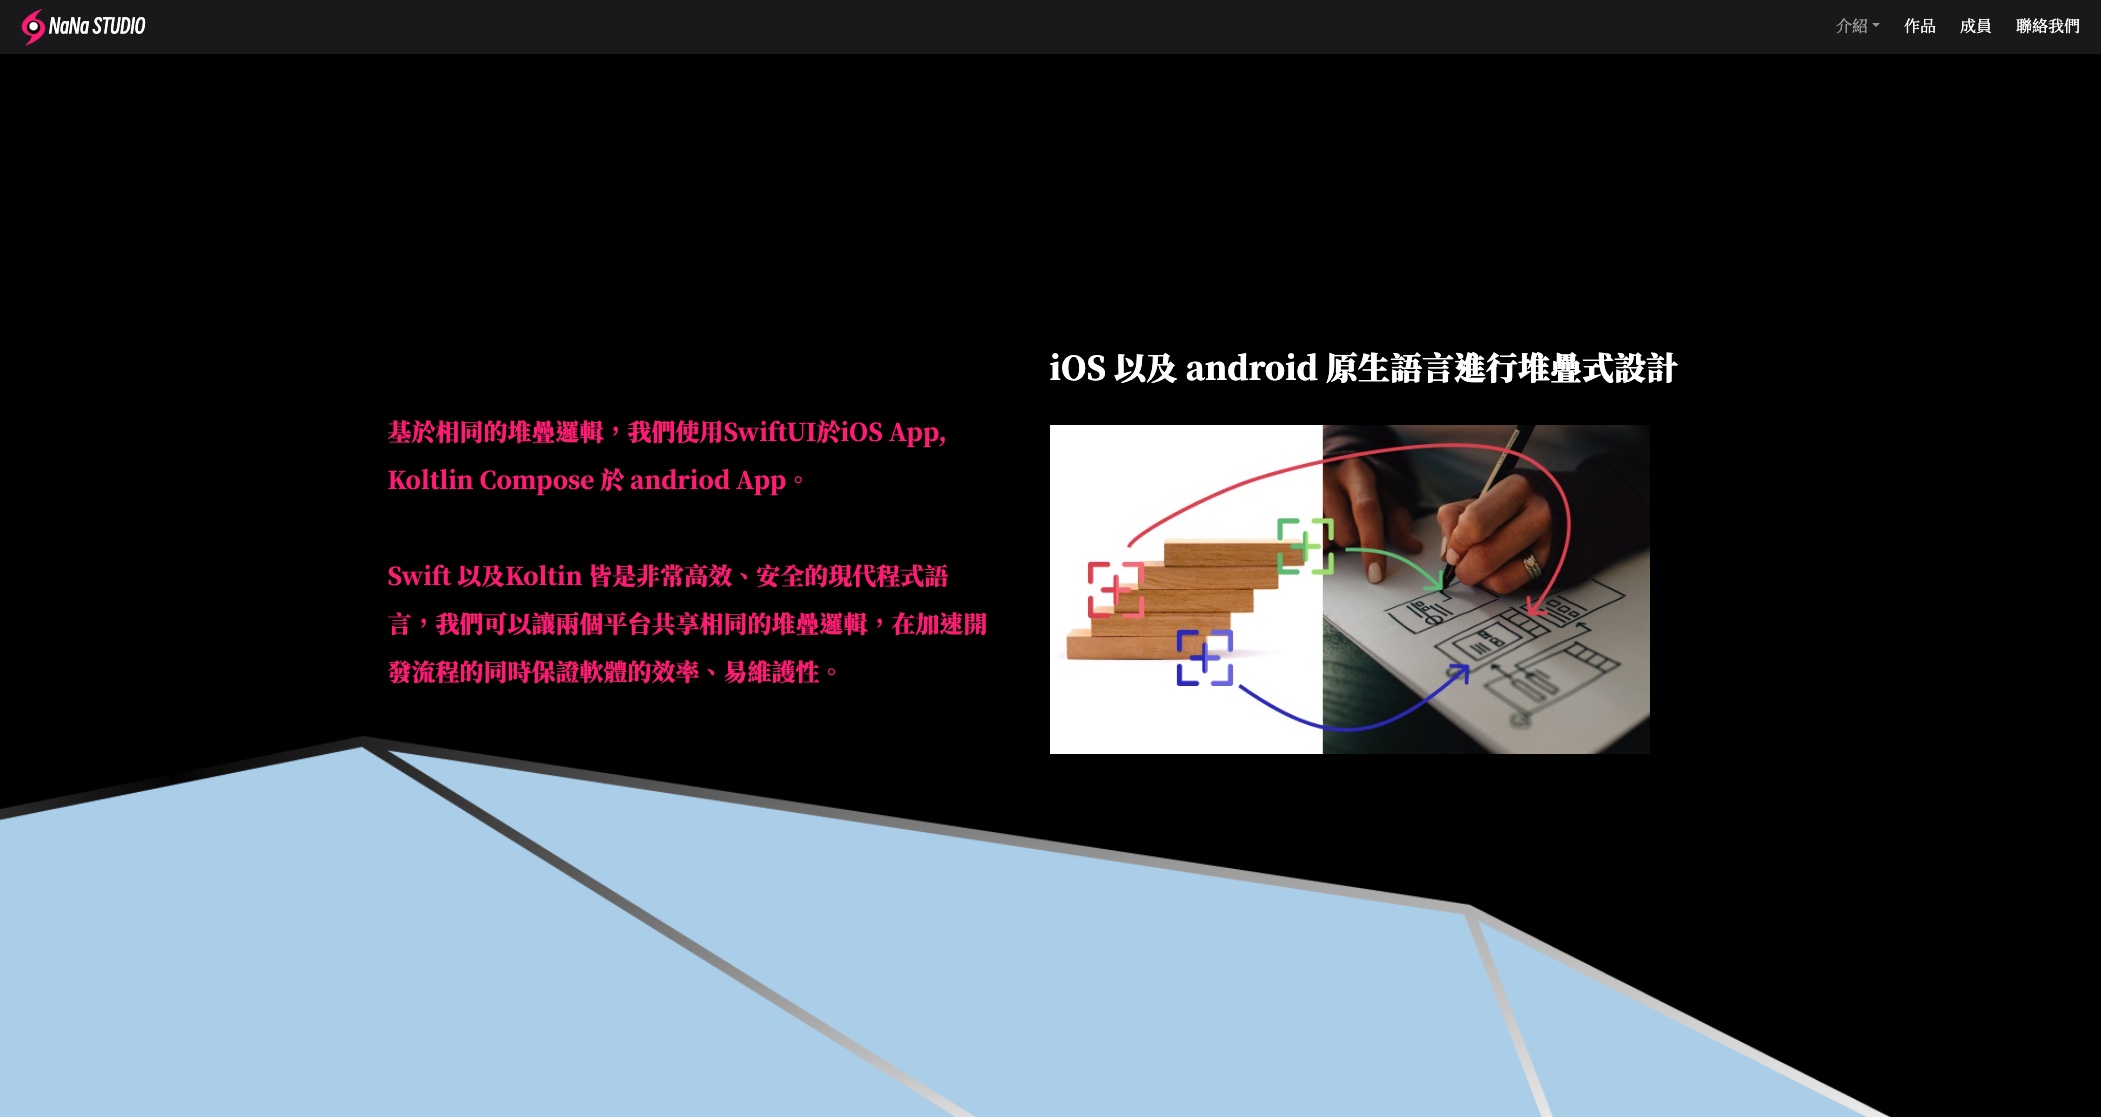 NaNa STUDIO
介紹
作品
成員
聯絡我們
iOS 以及 android 原生語言進行堆疊式設計
基於相同的堆疊邏輯，我們使用SwiftUI於iOS App,
Koltlin Compose 於 andriod App。
Swift 以及Koltin 皆是非常高效、安全的現代程式語
言，我們可以讓兩個平台共享相同的堆疊邏輯，在加速開
發流程的同時保證軟體的效率、易維護性。